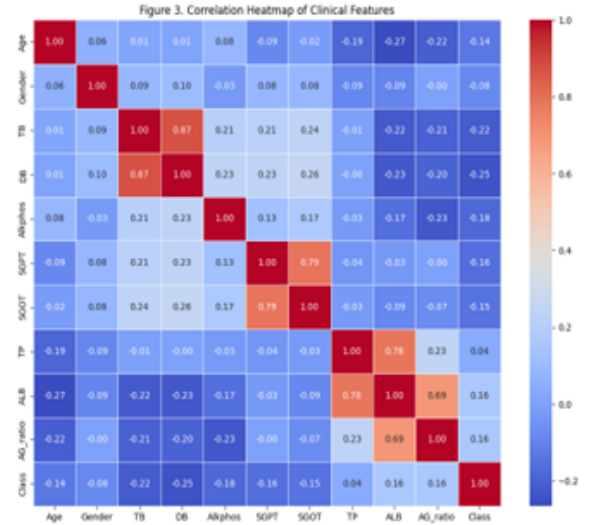 Figure 3. Correlation Heatmap of Clinical Features
Age 1.00 0.06 0.01 0.01 0.08 -0.09 -0.02 -0.19 -0.27 -0.22 -0.14
Gender 0.06 1.00 0.09 0.10 -0.03 0.08 0.08 -0.09 -0.09 -0.00 -0.08
TB 0.01 0.09 1.00 0.87 0.21 0.21 0.24 -0.01 -0.22 -0.21 -0.22
DB 0.01 0.10 0.87 1.00 0.23 0.23 0.26 -0.00 -0.23 -0.20 -0.25
Alkphos 0.08 -0.03 0.21 0.23 1.00 0.13 0.17 -0.03 -0.17 -0.23 -0.18
SGPT -0.09 0.08 0.21 0.23 0.13 1.00 0.79 -0.04 -0.03 -0.00 -0.16
SGOT -0.02 0.08 0.24 0.26 0.17 0.79 1.00 -0.03 -0.09 -0.07 -0.15
TP -0.19 -0.09 -0.01 -0.00 -0.03 -0.04 -0.03 1.00 0.78 0.23 0.04
ALB -0.27 -0.09 -0.22 -0.23 -0.17 -0.03 -0.09 0.78 1.00 0.69 0.16
AG_ratio -0.22 -0.00 -0.21 -0.20 -0.23 -0.00 -0.07 0.23 0.69 1.00 0.16
Class -0.14 -0.08 -0.22 -0.25 -0.18 -0.16 -0.15 0.04 0.16 0.16 1.00
Age Gender TB DB Alkphos SGPT SGOT TP ALB AG_ratio Class
1.0
0.8
0.6
0.4
0.2
0.0
-0.2